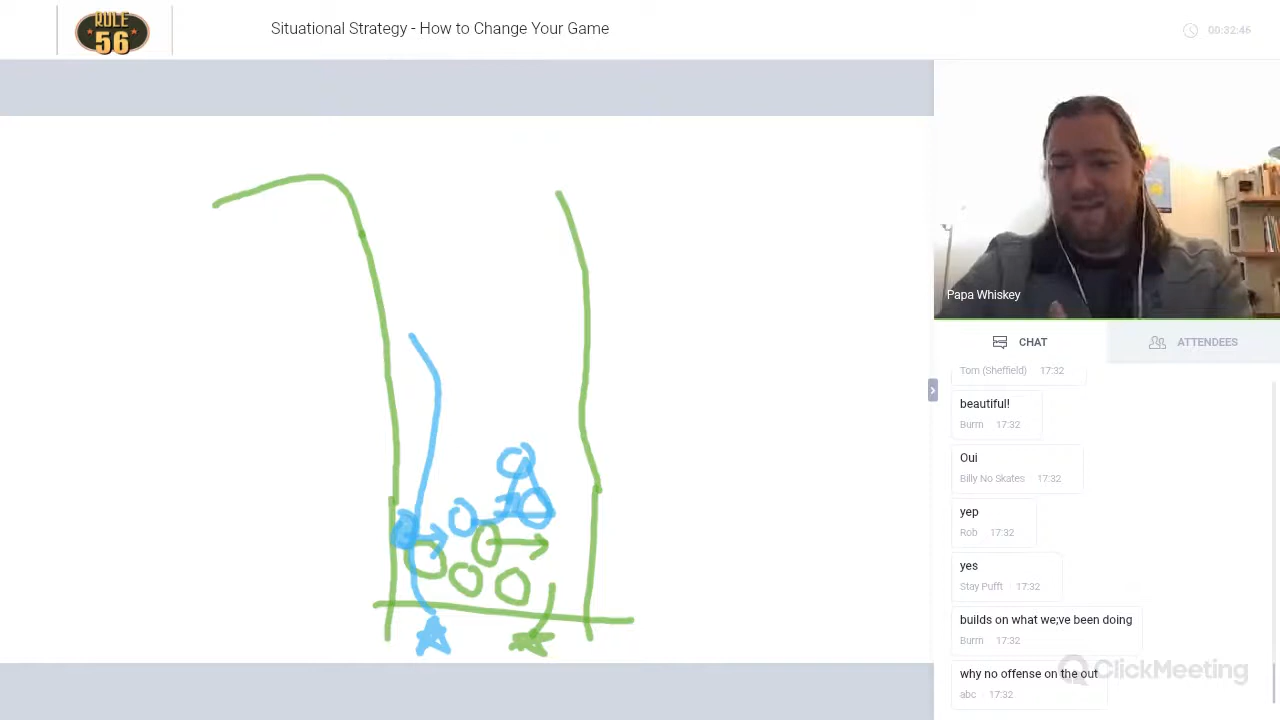 RULE
56
Situational Strategy - How to Change Your Game
00:32:46
Papa Whiskey
CHAT
ATTENDEES
Tom (Sheffield) 17:32
beautiful!
Burm 17:32
Oui
Billy No Skates 17:32
yep
Rob 17:32
yes
Stay Pufft 17:32
builds on what we;ve been doing
Burm 17:32
why no offense on the out
abc 17:32
ClickMeeting